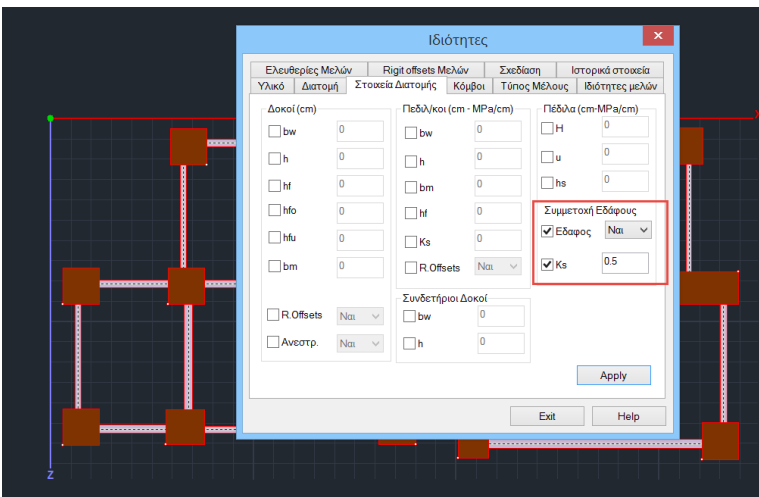 Ιδιότητες
x
Ελευθερίες Μελών Rigit offsets Μελών Σχεδίαση Ιστορικά στοιχεία
Υλικό Διατομή Στοιχεία Διατομής Κόμβοι Τύπος Μέλους Ιδιότητες μελών
Δοκοί (cm)
bw 0
h 0
hf 0
hfo 0
hfu 0
bm 0
R.Offsets Ναι
Ανεστρ. Ναι
Πεδιλ/κοι (cm - MPa/cm)
bw 0
h 0
bm 0
hf 0
Ks 0
R.Offsets Ναι
Συνδετήριοι Δοκοί
bw 0
h 0
Πέδιλα (cm-MPa/cm)
H 0
u 0
hs 0
Συμμετοχή Εδάφους
Εδαφος Ναι
Ks 0.5
Apply
Exit Help
Z